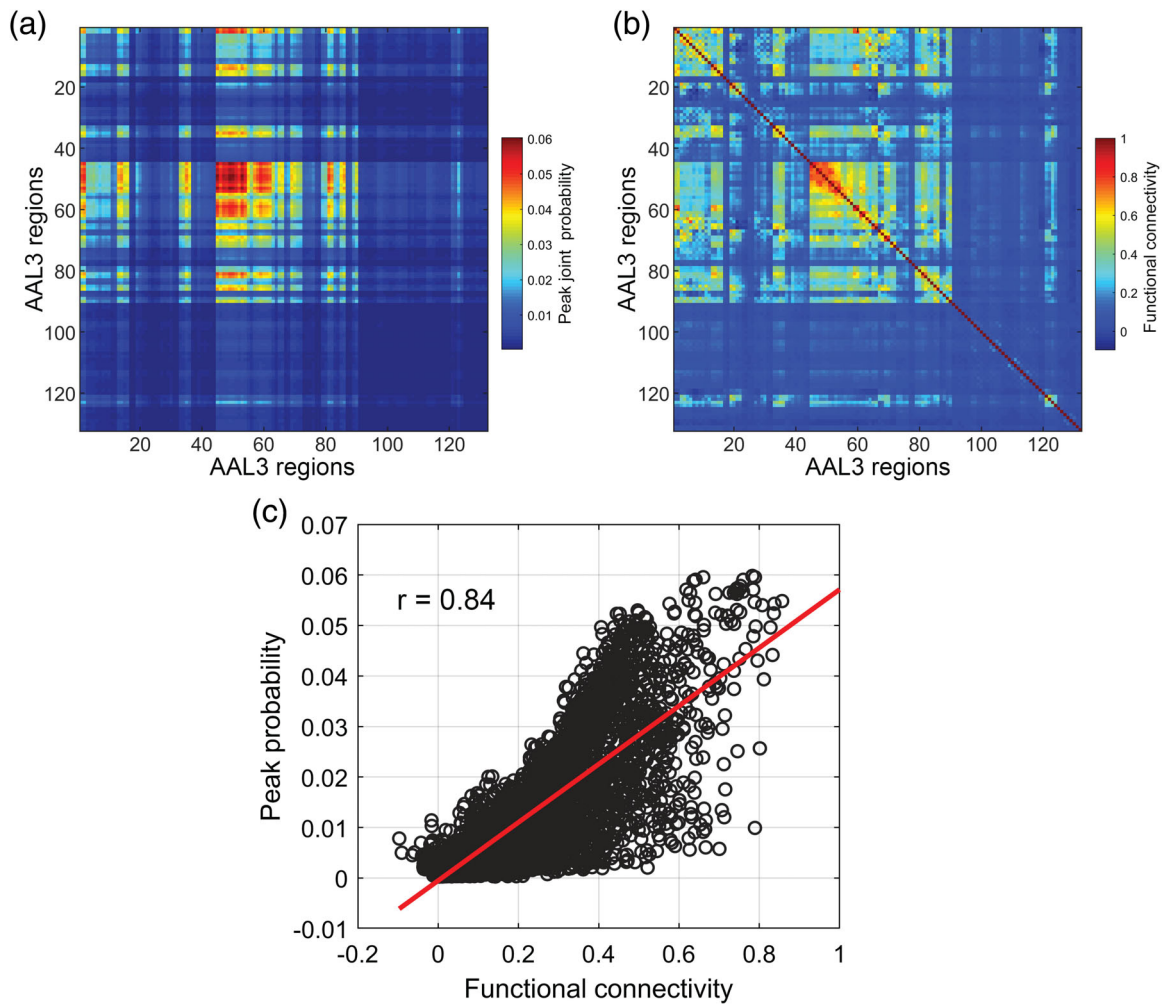 (a)
20
40
60
80
100
120
AAL3 regions
20 40 60 80 100 120
AAL3 regions
0.06
0.05
0.04
0.03
0.02
0.01
Peak joint probability
(b)
20
40
60
80
100
120
AAL3 regions
20 40 60 80 100 120
AAL3 regions
1
0.8
0.6
0.4
0.2
0
Functional connectivity
(c)
0.07
0.06
0.05
0.04
0.03
0.02
0.01
0
-0.01
Peak probability
r = 0.84
-0.2 0 0.2 0.4 0.6 0.8 1
Functional connectivity